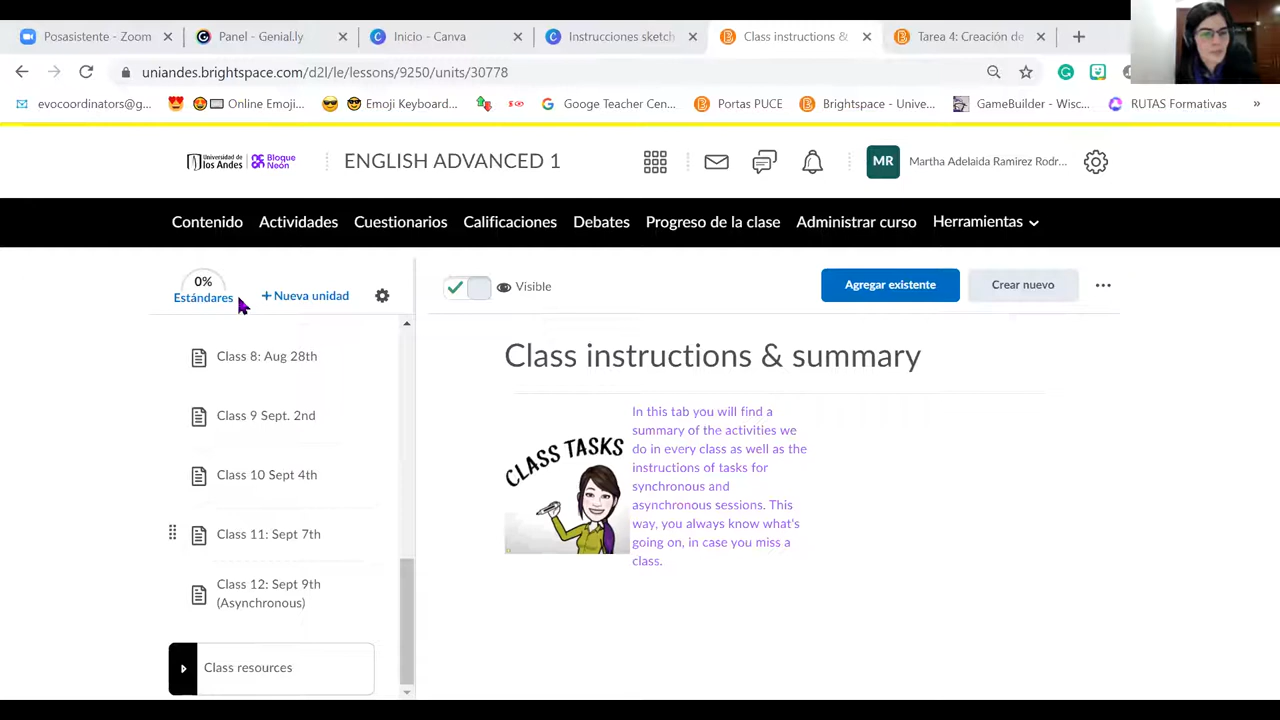 Posasistente - Zoom
Panel - Genial.ly
Inicio - Canva
Instrucciones sketch
Class instructions &
Tarea 4: Creación de
uniandes.brightspace.com/d2l/le/lessons/9250/units/30778
evocoordinators@g...
Online Emoji...
Emoji Keyboard...
Googe Teacher Cen...
Portas PUCE
Brightspace - Unive...
GameBuilder - Wisc...
RUTAS Formativas
»
Universidad de los Andes
Bloque Neón
ENGLISH ADVANCED 1
MR
Martha Adelaida Ramirez Rodr...
Contenido
Actividades
Cuestionarios
Calificaciones
Debates
Progreso de la clase
Administrar curso
Herramientas
0%
Estándares
+ Nueva unidad
Visible
Agregar existente
Crear nuevo
Class 8: Aug 28th
Class 9 Sept. 2nd
Class 10 Sept 4th
Class 11: Sept 7th
Class 12: Sept 9th
(Asynchronous)
Class resources
Class instructions & summary
CLASS TASKS
In this tab you will find a
summary of the activities we
do in every class as well as the
instructions of tasks for
synchronous and
asynchronous sessions. This
way, you always know what's
going on, in case you miss a
class.